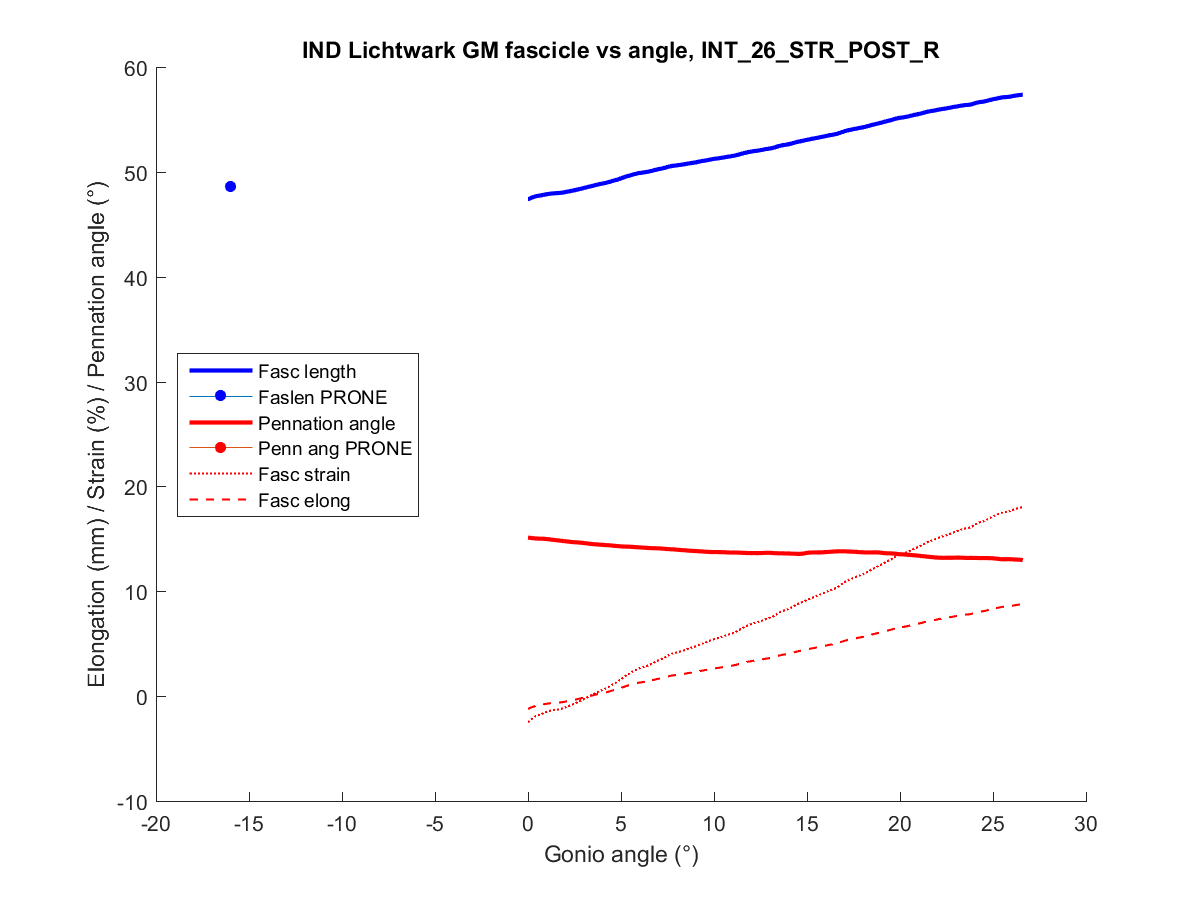 IND Lichtwark GM fascicle vs angle, INT_26_STR_POST_R
Elongation (mm) / Strain (%) / Pennation angle (°)
60
50
40
30
20
10
0
-10
Fasc length
Faslen PRONE
Pennation angle
Penn ang PRONE
Fasc strain
Fasc elong
-20 -15 -10 -5 0 5 10 15 20 25 30
Gonio angle (°)